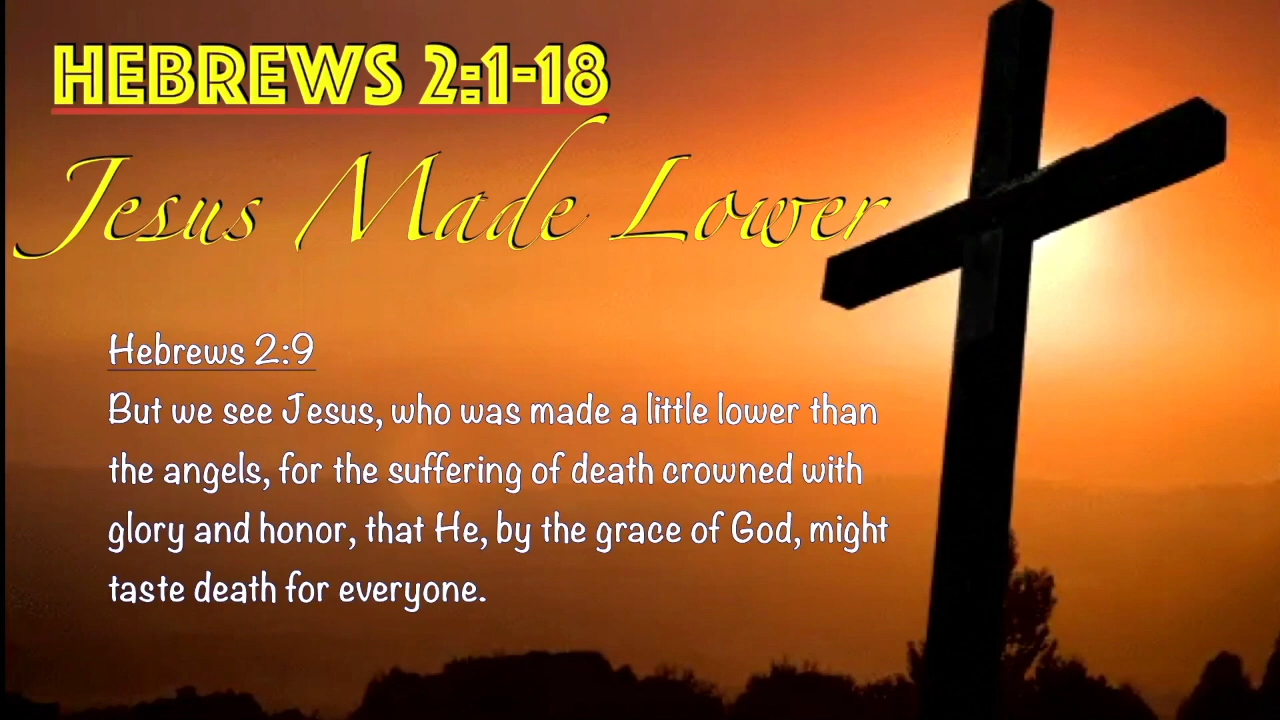 HEBREWS 2:1-18
Jesus Made Lower
Hebrews 2:9
But we see Jesus, who was made a little lower than
the angels, for the suffering of death crowned with
glory and honor, that He, by the grace of God, might
taste death for everyone.